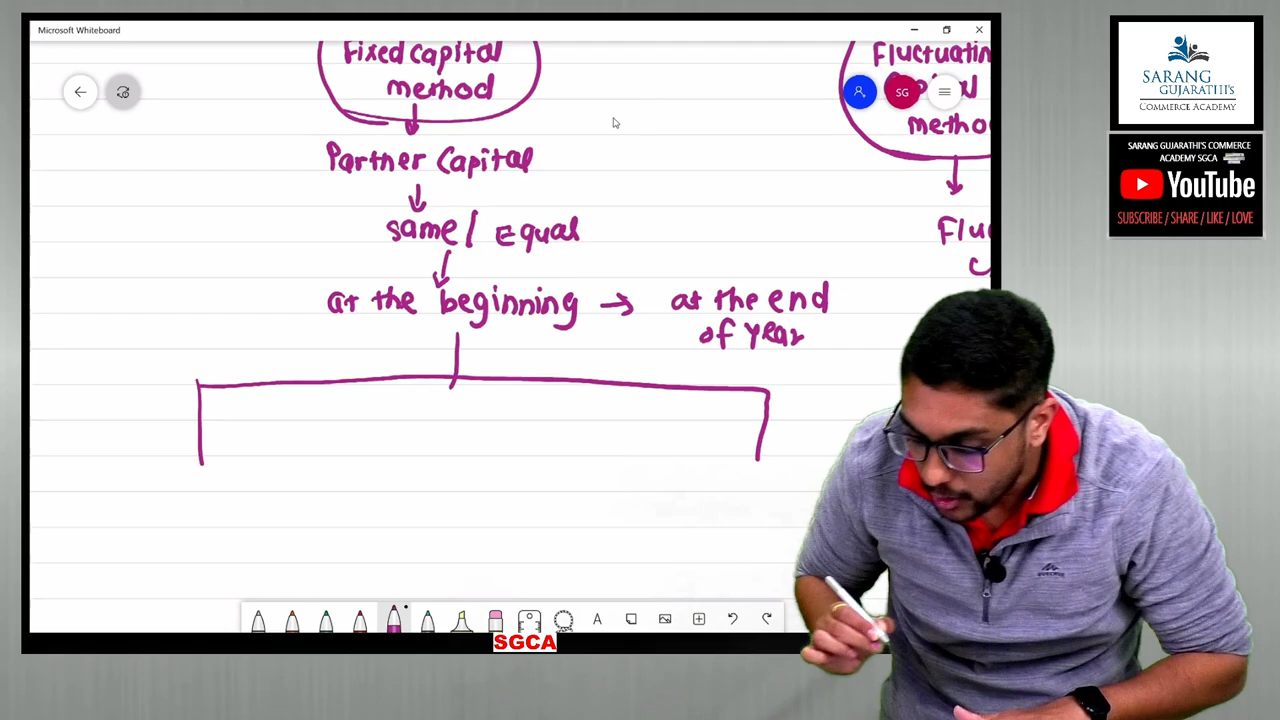 Microsoft Whiteboard
Fixed capital
method
Partner Capital
same / Equal
at the beginning → at the end
of year
Fluctuatin
method
Flu
SG
SARANG
GUJARATHI's
COMMERCE ACADEMY
SARANG GUJARATHI'S COMMERCE
ACADEMY SGCA
YouTube
SUBSCRIBE / SHARE / LIKE / LOVE
A
SGCA